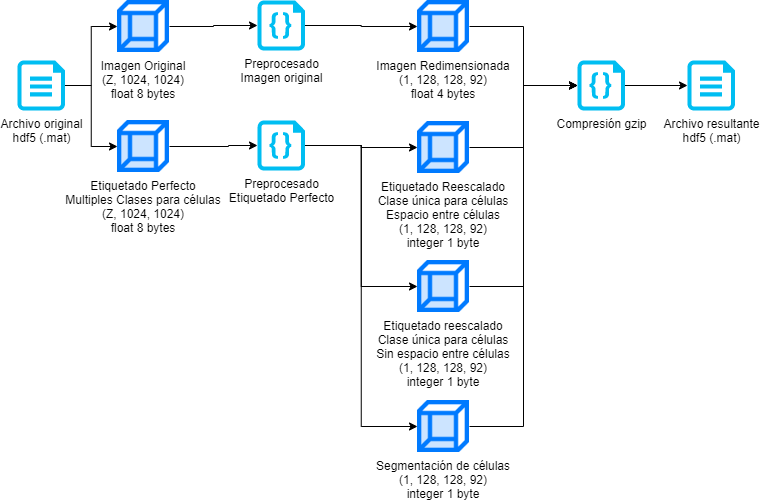 Archivo original
hdf5 (.mat)
Imagen Original
(Z, 1024, 1024)
float 8 bytes
Preprocesado
Imagen original
Imagen Redimensionada
(1, 128, 128, 92)
float 4 bytes
Etiquetado Perfecto
Multiples Clases para células
(Z, 1024, 1024)
float 8 bytes
Preprocesado
Etiquetado Perfecto
Etiquetado Reescalado
Clase única para células
Espacio entre células
(1, 128, 128, 92)
integer 1 byte
Etiquetado reescalado
Clase única para células
Sin espacio entre células
(1, 128, 128, 92)
integer 1 byte
Segmentación de células
(1, 128, 128, 92)
integer 1 byte
Compresión gzip
Archivo resultante
hdf5 (.mat)